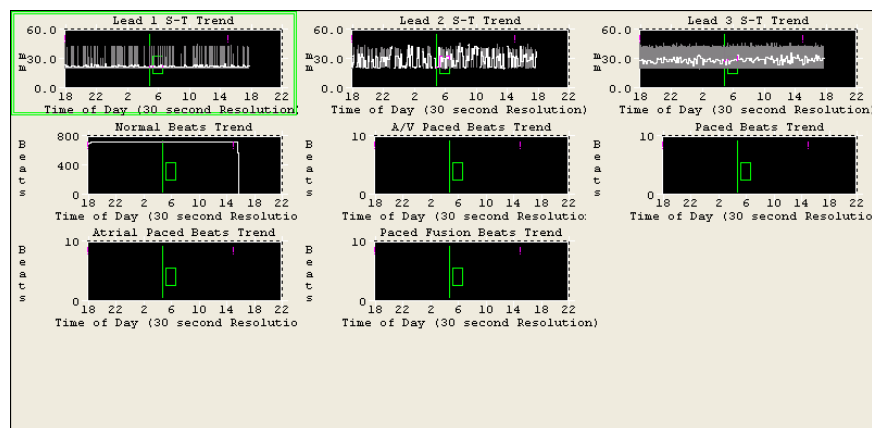 Lead 1 S-T Trend
60.0
m
m
30.0
0.0
18 22 2 6 10 14 18 22
Time of Day (30 second Resolution)
Lead 2 S-T Trend
60.0
m
m
30.0
0.0
18 22 2 6 10 14 18 22
Time of Day (30 second Resolution)
Lead 3 S-T Trend
60.0
m
m
30.0
0.0
18 22 2 6 10 14 18 22
Time of Day (30 second Resolution)
Normal Beats Trend
800
B
e
a
t
s
400
0
18 22 2 6 10 14 18 22
Time of Day (30 second Resolutio
A/V Paced Beats Trend
10
B
e
a
t
s
0
18 22 2 6 10 14 18 22
Time of Day (30 second Resolutio
Paced Beats Trend
10
B
e
a
t
s
0
18 22 2 6 10 14 18 22
Time of Day (30 second Resolutio
Atrial Paced Beats Trend
10
B
e
a
t
s
0
18 22 2 6 10 14 18 22
Time of Day (30 second Resolutio
Paced Fusion Beats Trend
10
B
e
a
t
s
0
18 22 2 6 10 14 18 22
Time of Day (30 second Resolution)